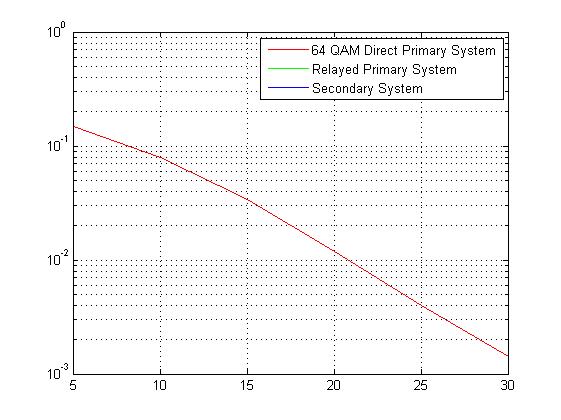 10^0
64 QAM Direct Primary System
Relayed Primary System
Secondary System
10^-1
10^-2
10^-3
5 10 15 20 25 30